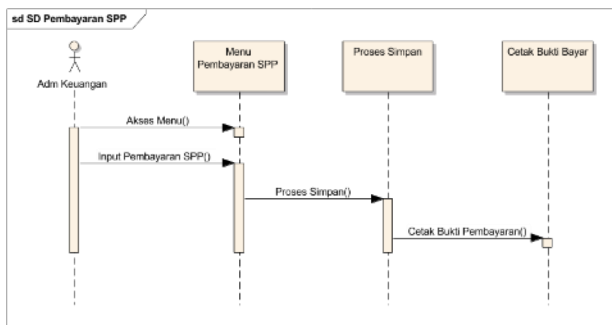 sd SD Pembayaran SPP
Adm Keuangan
Menu
Pembayaran SPP
Proses Simpan
Cetak Bukti Bayar
Akses Menu()
Input Pembayaran SPP()
Proses Simpan()
Cetak Bukti Pembayaran()